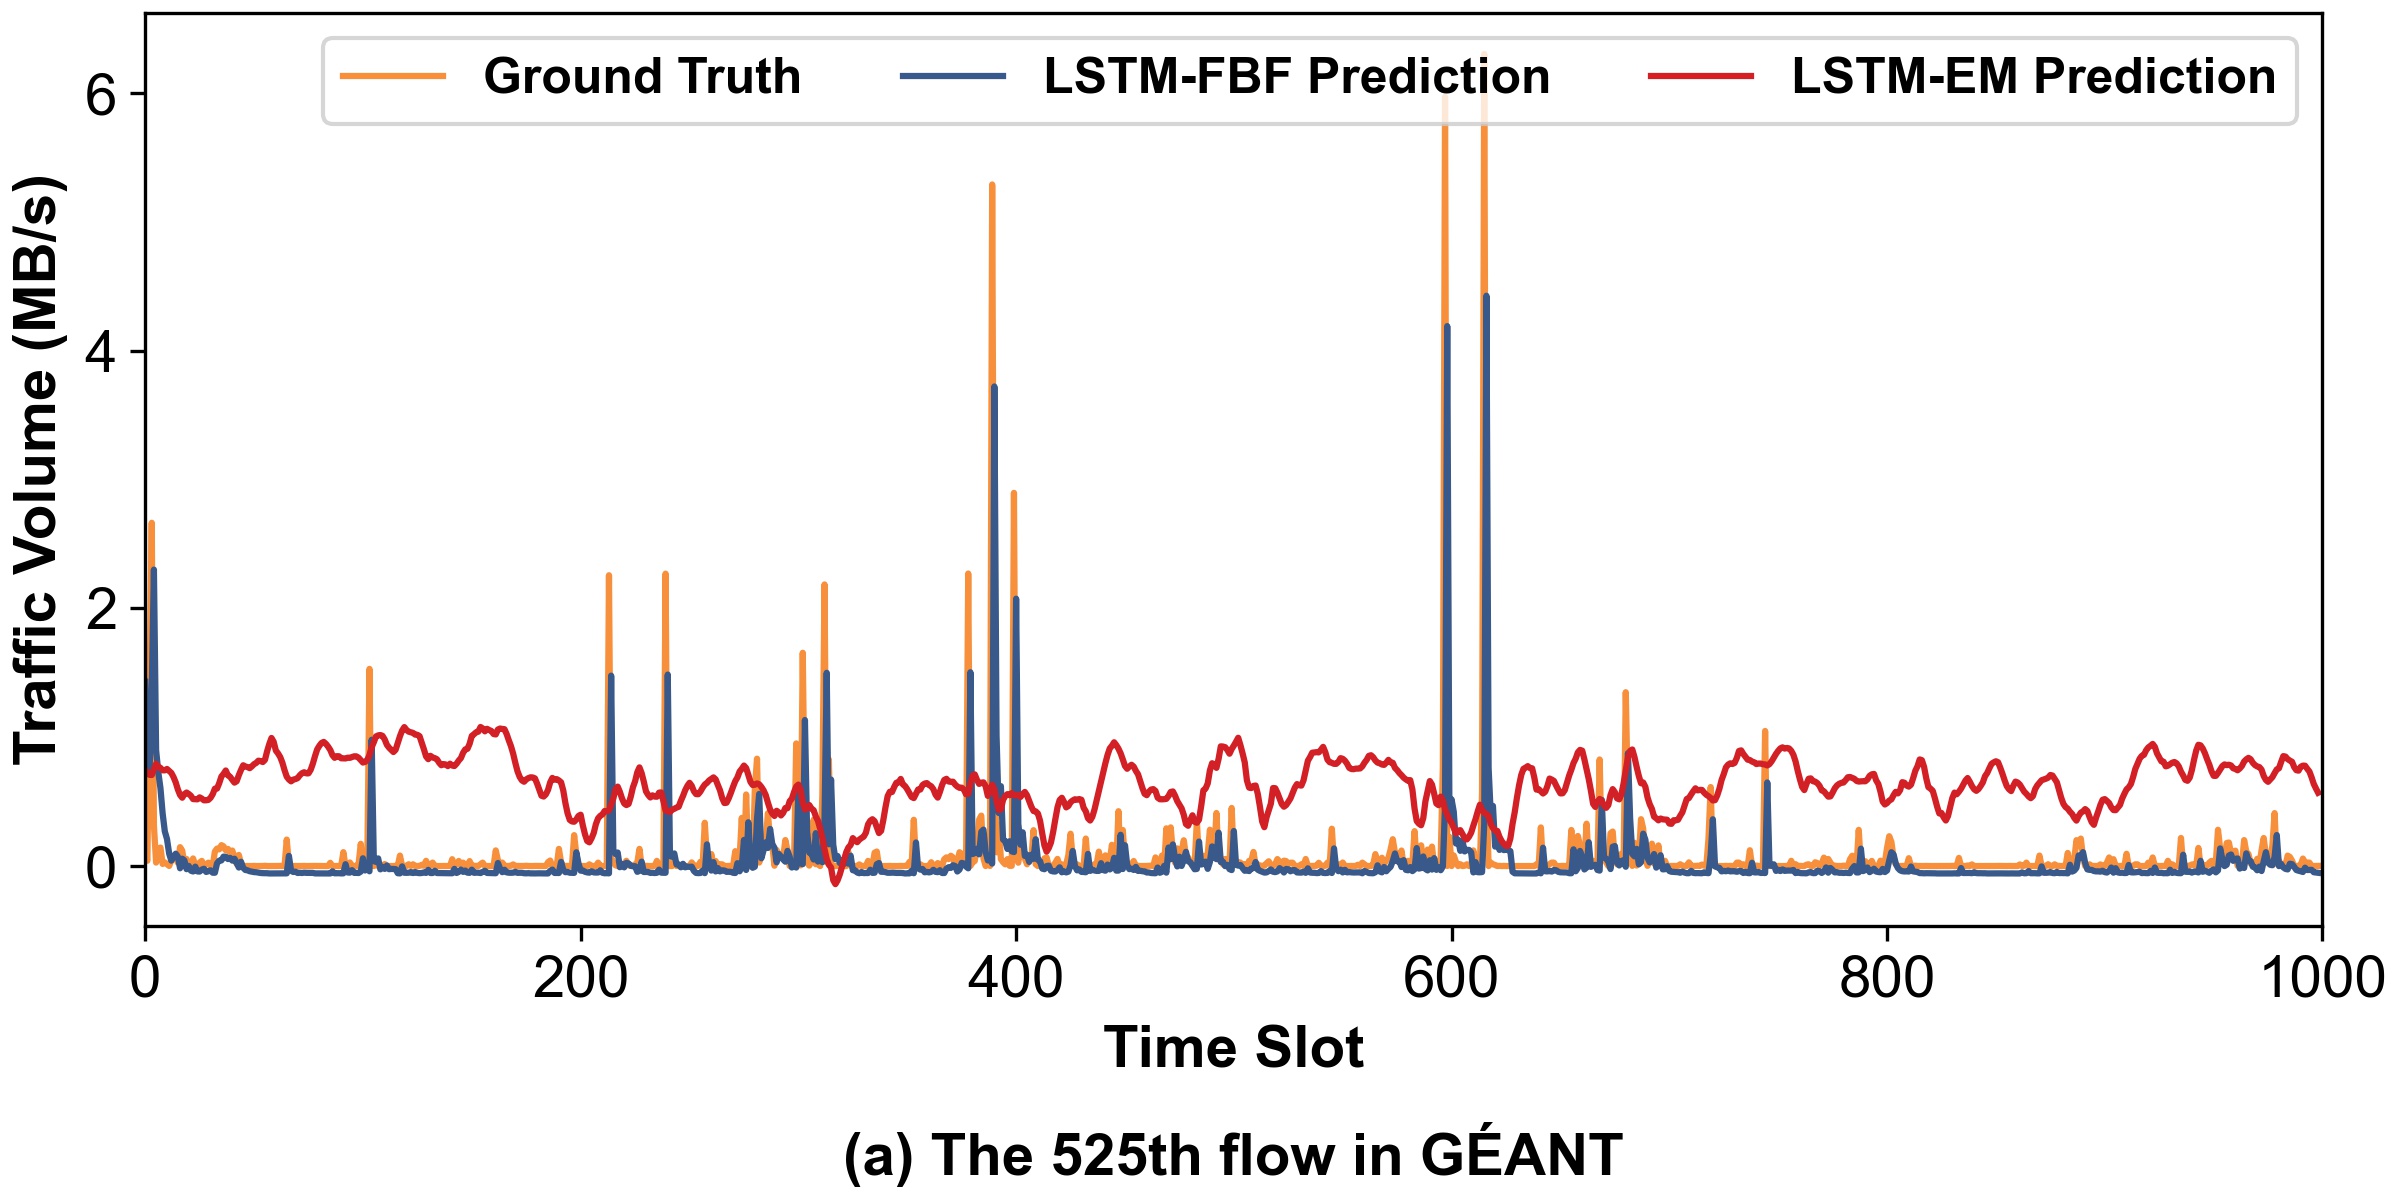 Ground Truth LSTM-FBF Prediction LSTM-EM Prediction
6
4
2
0
Traffic Volume (MB/s)
0 200 400 600 800 1000
Time Slot
(a) The 525th flow in GÉANT